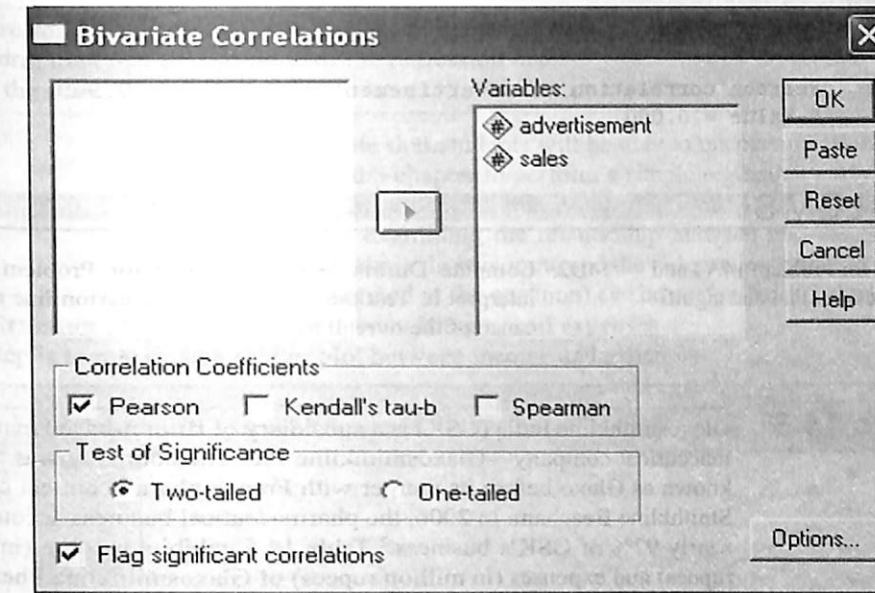 Bivariate Correlations
Variables:
advertisement
sales
OK
Paste
Reset
Cancel
Help
Correlation Coefficients
Pearson Kendall's tau-b Spearman
Test of Significance
Two-tailed One-tailed
Flag significant correlations
Options...